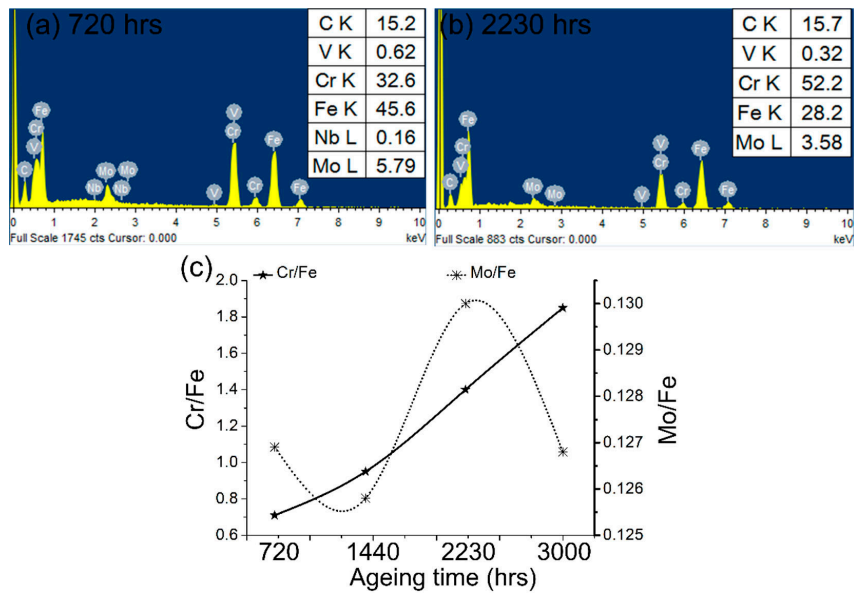 (a) 720 hrs
C K 15.2
V K 0.62
Cr K 32.6
Fe K 45.6
Nb L 0.16
Mo L 5.79
Fe
Cr
V
C
Mo
Mo
Nb
Nb
V
Cr
V
Cr
Fe
Fe
0 1 2 3 4 5 6 7 8 9 10
Full Scale 1745 cts Cursor: 0.000
keV
(b) 2230 hrs
C K 15.7
V K 0.32
Cr K 52.2
Fe K 28.2
Mo L 3.58
Fe
Cr
V
C
Mo
Mo
V
Cr
V
Cr
Fe
Fe
0 1 2 3 4 5 6 7 8 9 10
Full Scale 883 cts Cursor: 0.000
keV
(c)
Cr/Fe
Mo/Fe
2.0
1.8
1.6
1.4
1.2
1.0
0.8
0.6
Cr/Fe
0.130
0.129
0.128
0.127
0.126
0.125
Mo/Fe
720 1440 2230 3000
Ageing time (hrs)